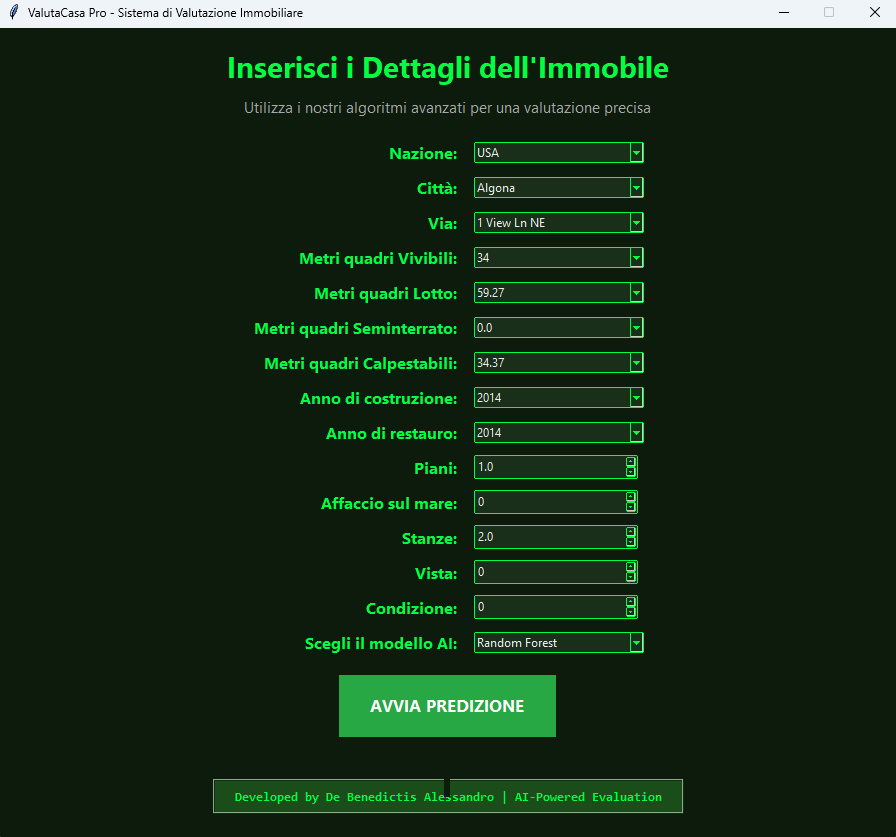 ValutaCasa Pro - Sistema di Valutazione Immobiliare
Inserisci i Dettagli dell'Immobile
Utilizza i nostri algoritmi avanzati per una valutazione precisa
Nazione: USA
Città: Algona
Via: 1 View Ln NE
Metri quadri Vivibili: 34
Metri quadri Lotto: 59.27
Metri quadri Seminterrato: 0.0
Metri quadri Calpestabili: 34.37
Anno di costruzione: 2014
Anno di restauro: 2014
Piani: 1.0
Affaccio sul mare: 0
Stanze: 2.0
Vista: 0
Condizione: 0
Scegli il modello AI: Random Forest
AVVIA PREDIZIONE
Developed by De Benedictis Alessandro | AI-Powered Evaluation